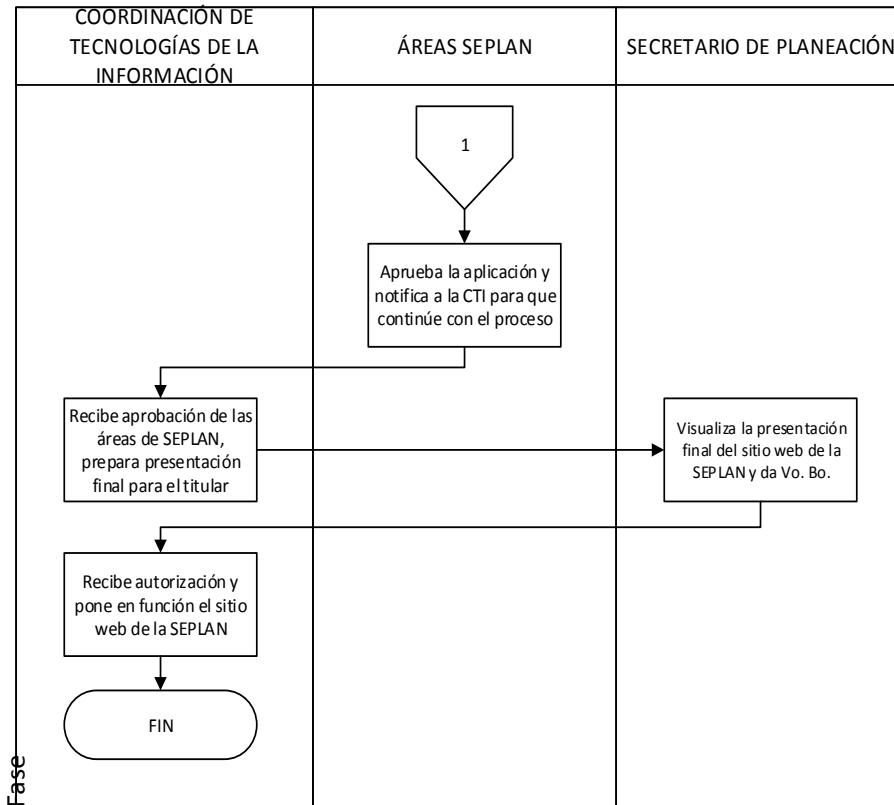 COORDINACIÓN DE
TECNOLOGÍAS DE LA
INFORMACIÓN
ÁREAS SEPLAN
SECRETARIO DE PLANEACIÓN
1
Aprueba la aplicación y
notifica a la CTI para que
continúe con el proceso
Recibe aprobación de las
áreas de SEPLAN,
prepara presentación
final para el titular
Visualiza la presentación
final del sitio web de la
SEPLAN y da Vo. Bo.
Recibe autorización y
pone en función el sitio
web de la SEPLAN
FIN
Fase